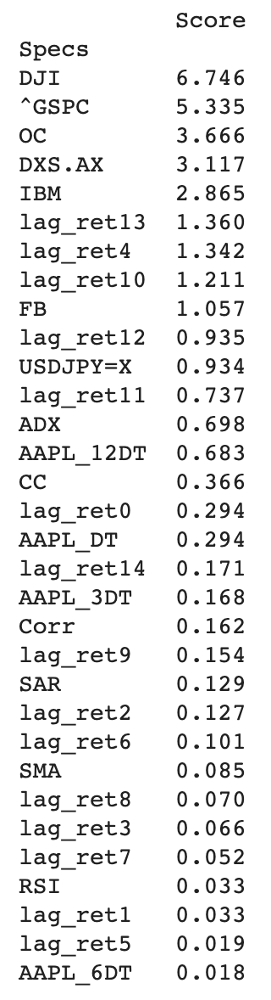 Score
Specs
DJI 6.746
^GSPC 5.335
OC 3.666
DXS.AX 3.117
IBM 2.865
lag_ret13 1.360
lag_ret4 1.342
lag_ret10 1.211
FB 1.057
lag_ret12 0.935
USDJPY=X 0.934
lag_ret11 0.737
ADX 0.698
AAPL_12DT 0.683
CC 0.366
lag_ret0 0.294
AAPL_DT 0.294
lag_ret14 0.171
AAPL_3DT 0.168
Corr 0.162
lag_ret9 0.154
SAR 0.129
lag_ret2 0.127
lag_ret6 0.101
SMA 0.085
lag_ret8 0.070
lag_ret3 0.066
lag_ret7 0.052
RSI 0.033
lag_ret1 0.033
lag_ret5 0.019
AAPL_6DT 0.018